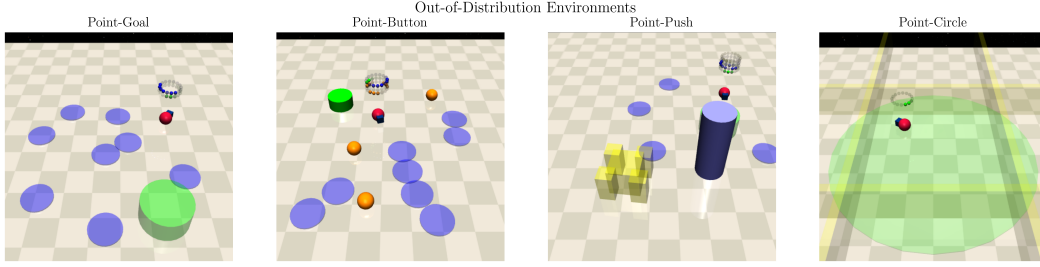 Out-of-Distribution Environments
Point-Goal
Point-Button
Point-Push
Point-Circle